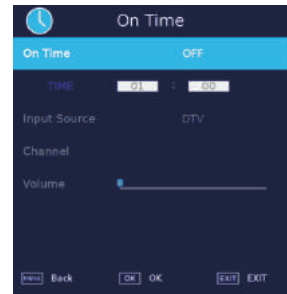 On Time
On Time OFF
TIME 01 : 00
Input Source DTV
Channel
Volume
MENU Back OK OK EXIT EXIT